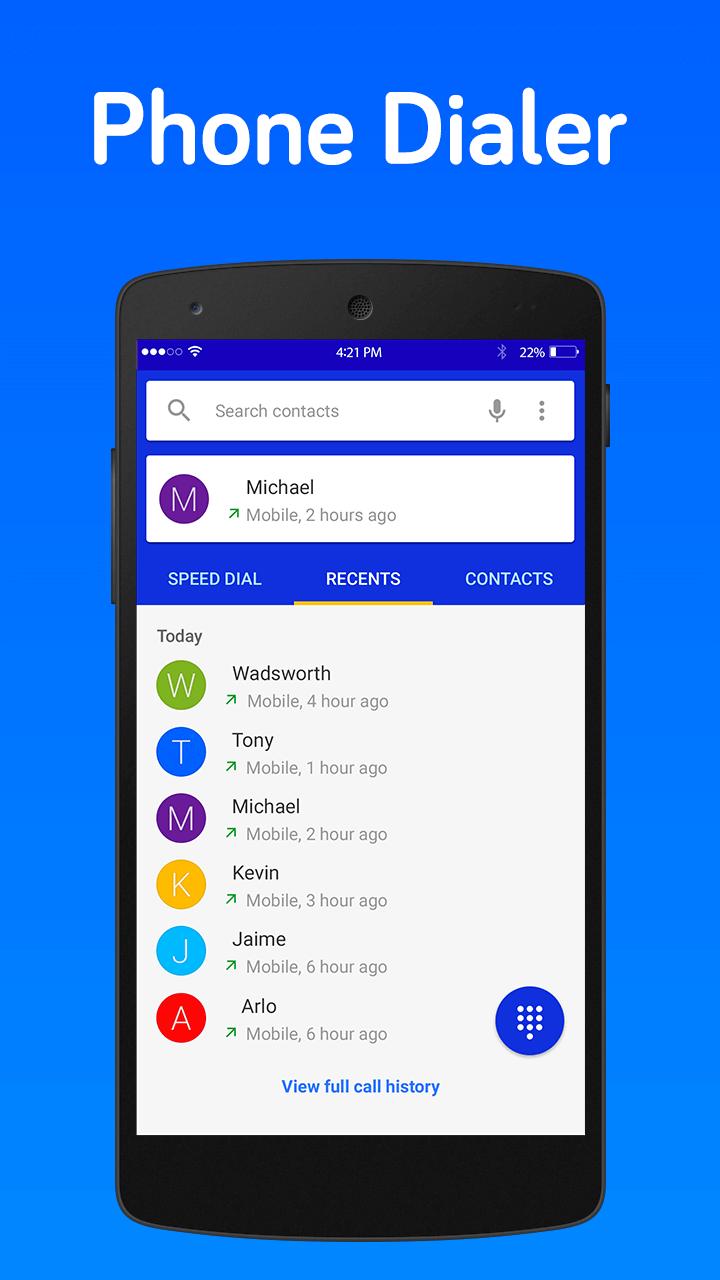 Phone Dialer
4:21 PM 22%
Search contacts
M Michael
Mobile, 2 hours ago
SPEED DIAL RECENTS CONTACTS
Today
W Wadsworth
Mobile, 4 hour ago
T Tony
Mobile, 1 hour ago
M Michael
Mobile, 2 hour ago
K Kevin
Mobile, 3 hour ago
J Jaime
Mobile, 6 hour ago
A Arlo
Mobile, 6 hour ago
View full call history